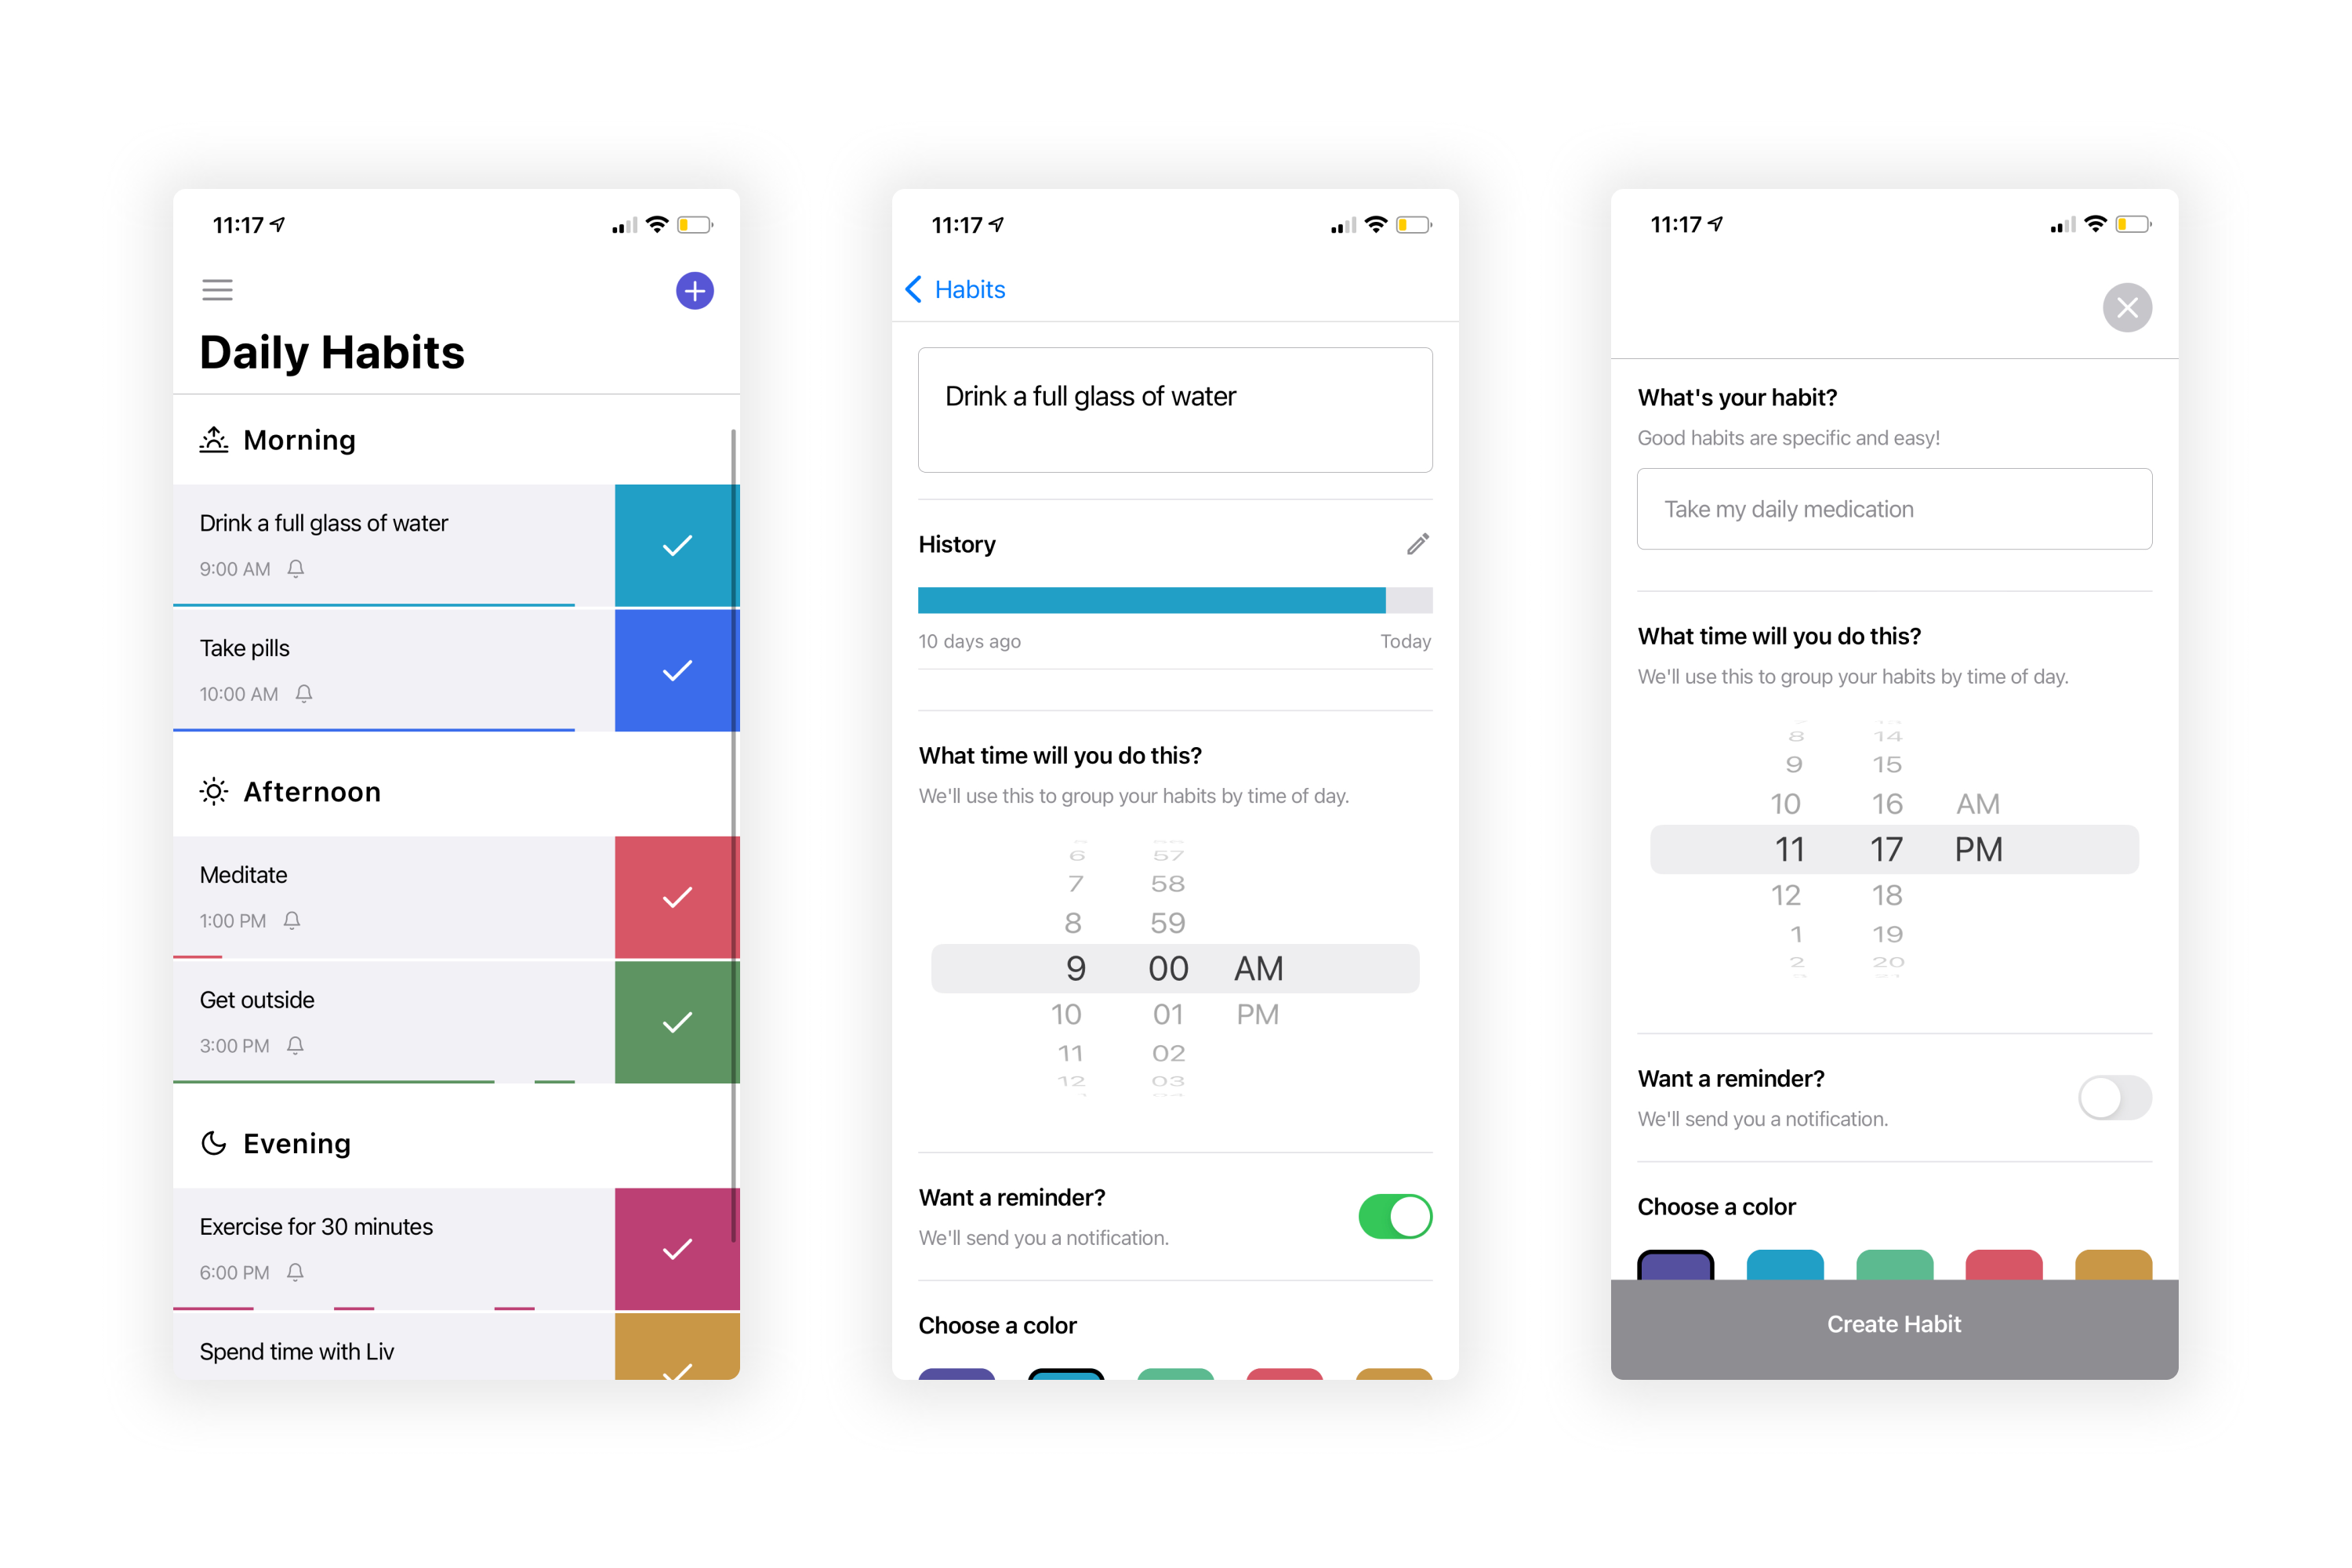 11:17
Daily Habits
Morning
Drink a full glass of water
9:00 AM
Take pills
10:00 AM
Afternoon
Meditate
1:00 PM
Get outside
3:00 PM
Evening
Exercise for 30 minutes
6:00 PM
Spend time with Liv
11:17
Habits
Drink a full glass of water
History
10 days ago Today
What time will you do this?
We'll use this to group your habits by time of day.
6 57
7 58
8 59
9 00 AM
10 01 PM
11 02
12 03
11:17
What's your habit?
Good habits are specific and easy!
Take my daily medication
What time will you do this?
We'll use this to group your habits by time of day.
8 14
9 15
10 16 AM
11 17 PM
12 18
1 19
2 20
Want a reminder?
We'll send you a notification.
Choose a color
Create Habit
Want a reminder?
We'll send you a notification.
Choose a color